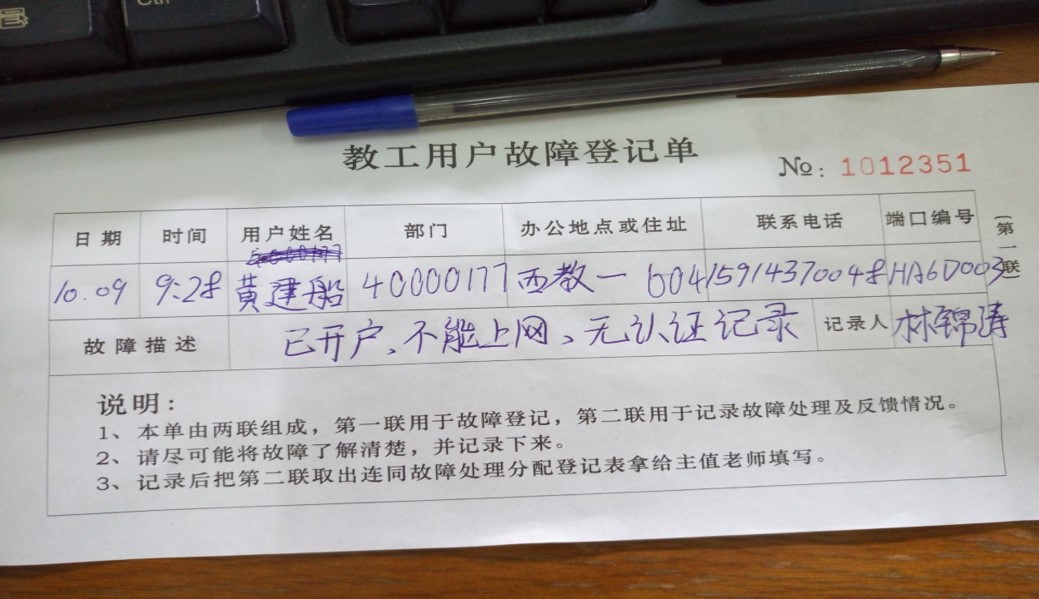 Ctrl
教工用户故障登记单
№: 1012351
日期 时间 用户姓名 部门 办公地点或住址 联系电话 端口编号
10.09 9:28 黄建船 40000177 西教一 604 15914370048 HA6D003
故障描述 已开户、不能上网、无认证记录 记录人 林锦涛
(第一联)
说明:
1、本单由两联组成，第一联用于故障登记，第二联用于记录故障处理及反馈情况。
2、请尽可能将故障了解清楚，并记录下来。
3、记录后把第二联取出连同故障处理分配登记表拿给主值老师填写。